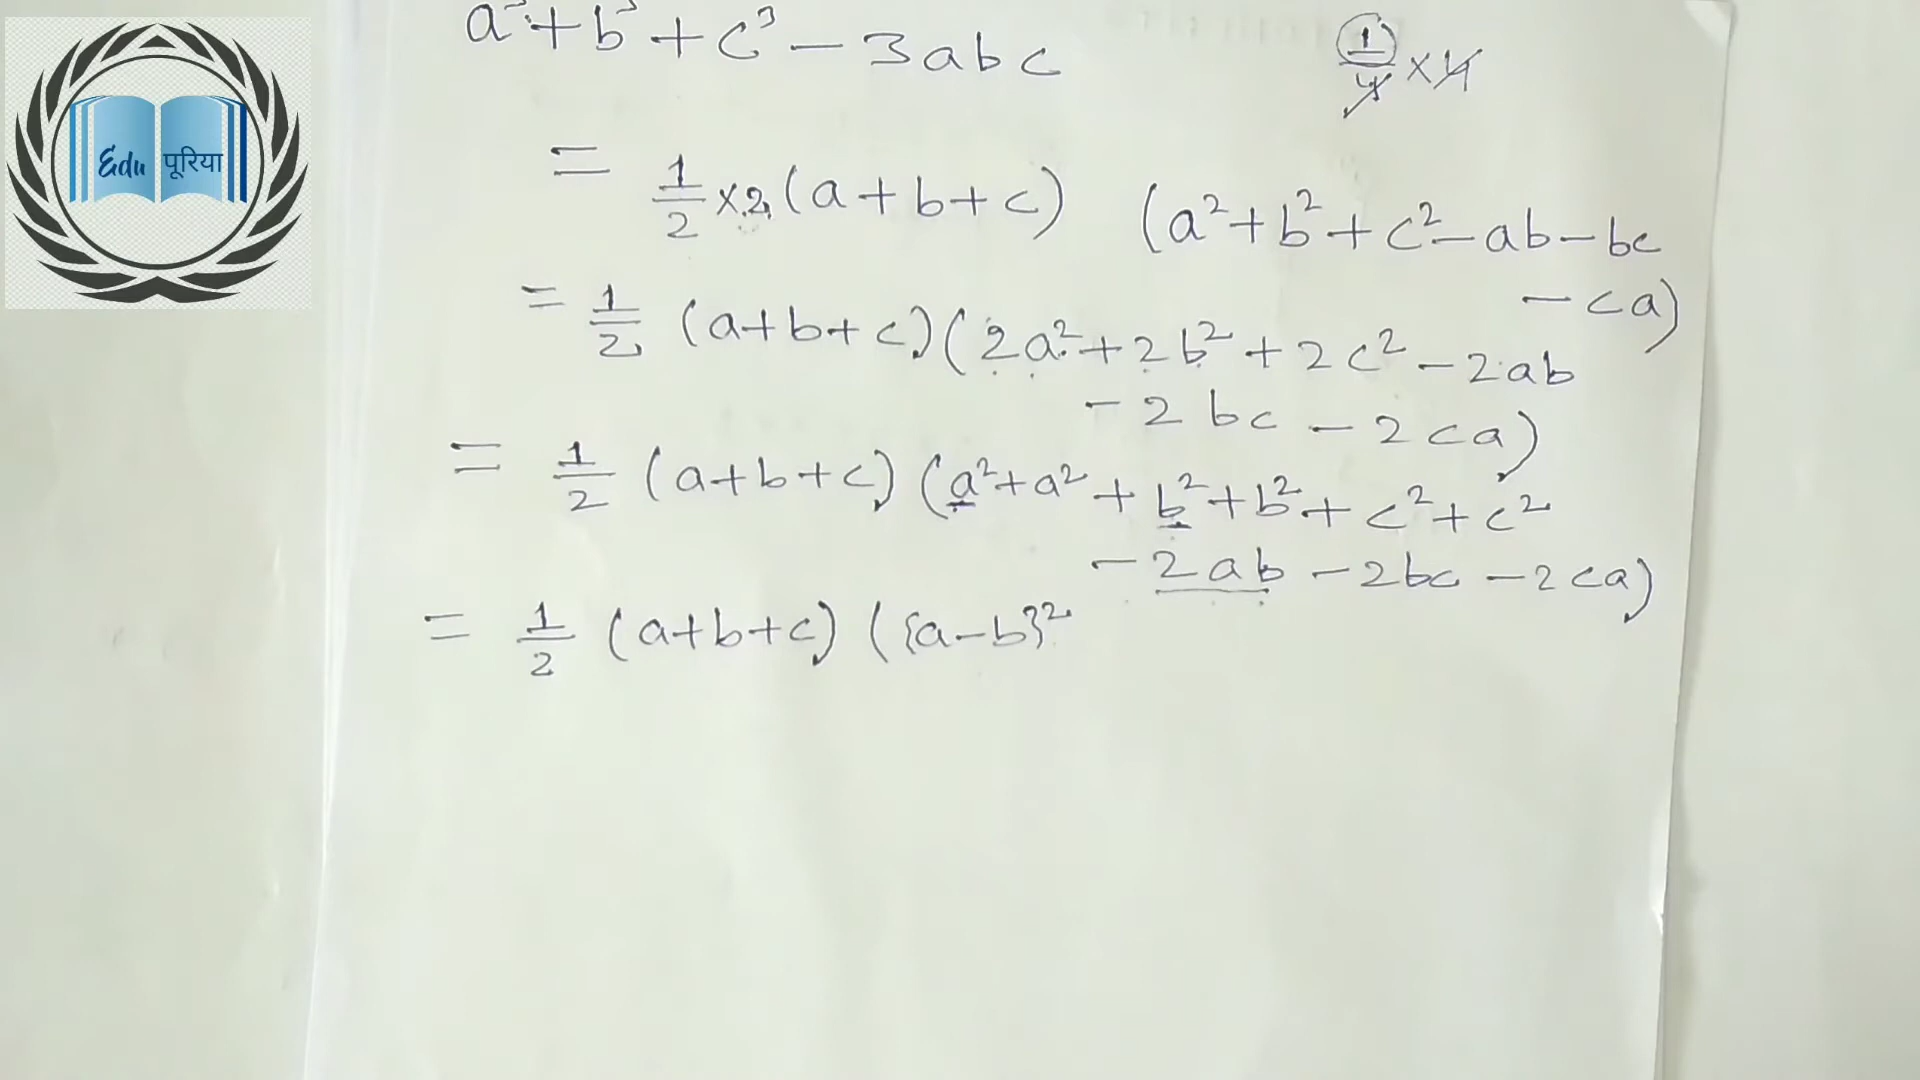 a³+b³+c³-3abc
1/4×4
Edu पूरिया
= 1/2×2(a+b+c) (a²+b²+c²-ab-bc
-ca)
= 1/2 (a+b+c)(2a²+2b²+2c²-2ab
-2bc-2ca)
= 1/2 (a+b+c)(a²+a²+b²+b²+c²+c²
-2ab-2bc-2ca)
= 1/2 (a+b+c)({a-b}²